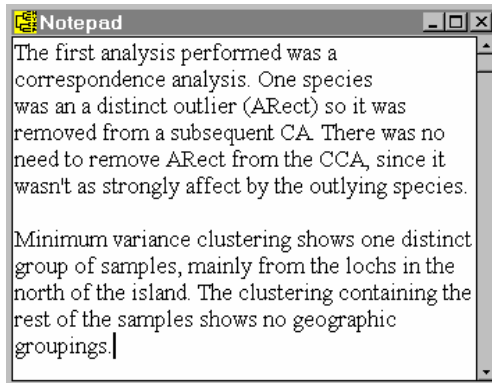 Notepad
The first analysis performed was a
correspondence analysis. One species
was an a distinct outlier (ARect) so it was
removed from a subsequent CA. There was no
need to remove ARect from the CCA, since it
wasn't as strongly affect by the outlying species.
Minimum variance clustering shows one distinct
group of samples, mainly from the lochs in the
north of the island. The clustering containing the
rest of the samples shows no geographic
groupings.